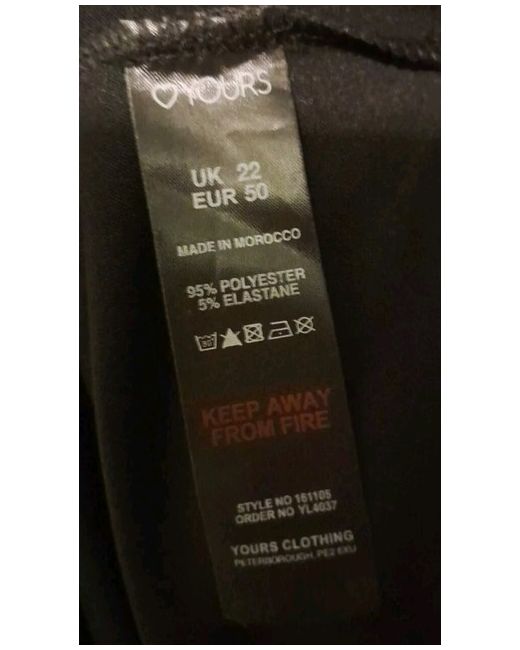 YOURS
UK 22
EUR 50
MADE IN MOROCCO
95% POLYESTER
5% ELASTANE
KEEP AWAY
FROM FIRE
STYLE NO 161105
ORDER NO YL4037
YOURS CLOTHING
PETERBOROUGH, PE2 6XU